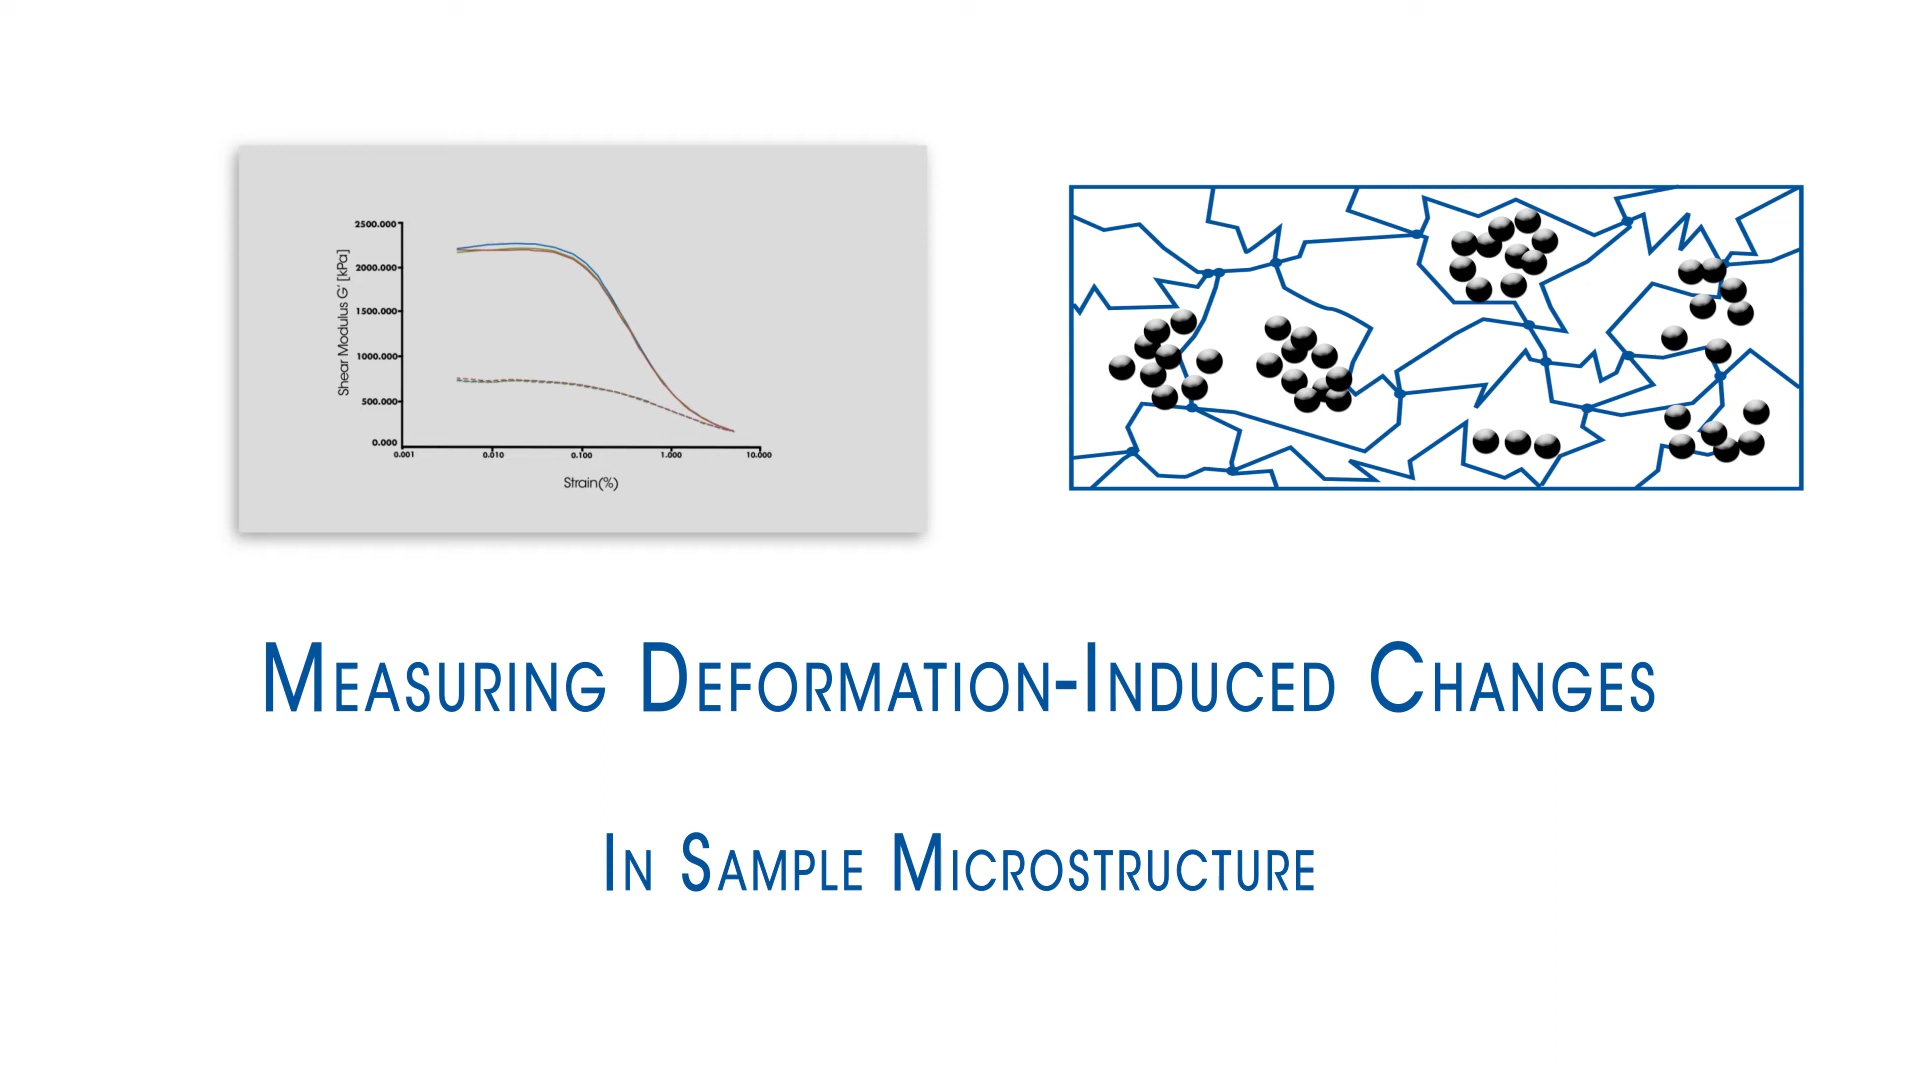 2500.000
2000.000
1500.000
1000.000
500.000
0.000
Shear Modulus G' [kPa]
0.001 0.010 0.100 1.000 10.000
Strain(%)
Measuring Deformation-Induced Changes
In Sample Microstructure